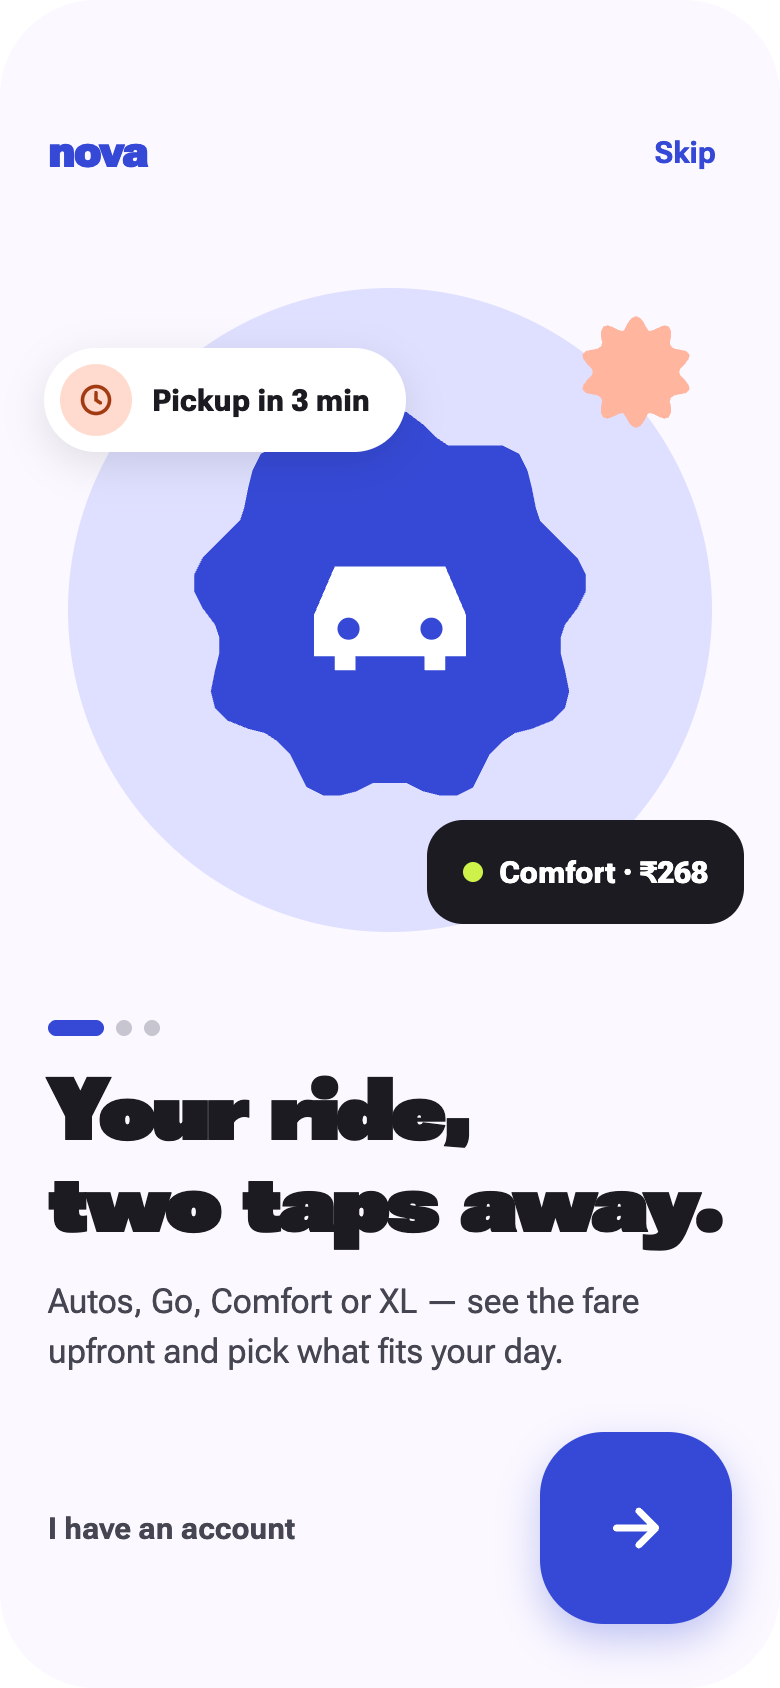 nova
Skip
Pickup in 3 min
Comfort · ₹268
Your ride,
two taps away.
Autos, Go, Comfort or XL — see the fare
upfront and pick what fits your day.
I have an account